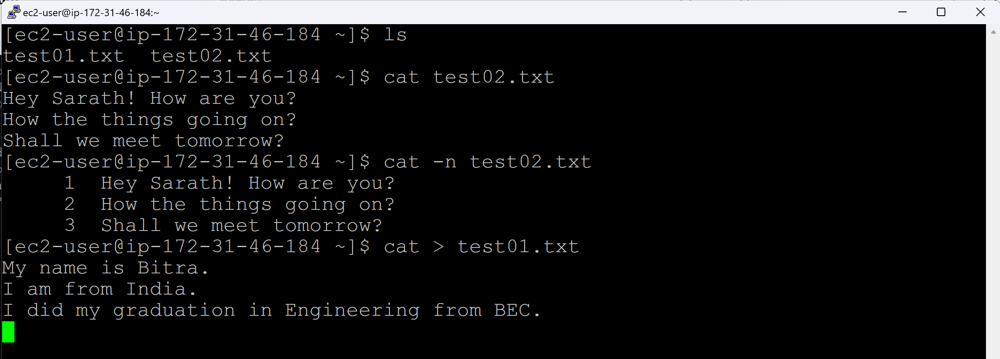 ec2-user@ip-172-31-46-184:~
[ec2-user@ip-172-31-46-184 ~]$ ls
test01.txt  test02.txt
[ec2-user@ip-172-31-46-184 ~]$ cat test02.txt
Hey Sarath! How are you?
How the things going on?
Shall we meet tomorrow?
[ec2-user@ip-172-31-46-184 ~]$ cat -n test02.txt
     1  Hey Sarath! How are you?
     2  How the things going on?
     3  Shall we meet tomorrow?
[ec2-user@ip-172-31-46-184 ~]$ cat > test01.txt
My name is Bitra.
I am from India.
I did my graduation in Engineering from BEC.